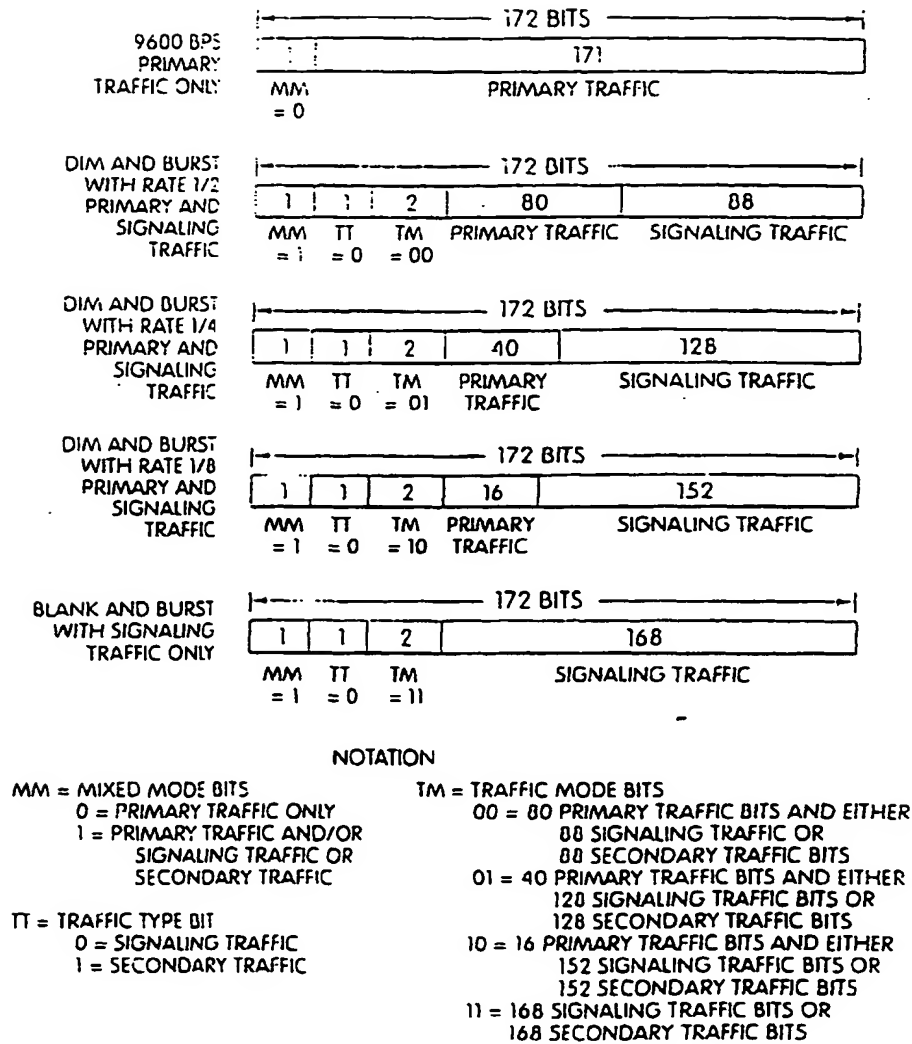 172 BITS
9600 BPS
PRIMARY
TRAFFIC ONLY
1 171
MM PRIMARY TRAFFIC
= 0
DIM AND BURST
WITH RATE 1/2
PRIMARY AND
SIGNALING
TRAFFIC
172 BITS
1 1 2 80 88
MM TT TM PRIMARY TRAFFIC SIGNALING TRAFFIC
= 1 = 0 = 00
DIM AND BURST
WITH RATE 1/4
PRIMARY AND
SIGNALING
TRAFFIC
172 BITS
1 1 2 40 128
MM TT TM PRIMARY SIGNALING TRAFFIC
= 1 = 0 = 01 TRAFFIC
DIM AND BURST
WITH RATE 1/8
PRIMARY AND
SIGNALING
TRAFFIC
172 BITS
1 1 2 16 152
MM TT TM PRIMARY SIGNALING TRAFFIC
= 1 = 0 = 10 TRAFFIC
BLANK AND BURST
WITH SIGNALING
TRAFFIC ONLY
172 BITS
1 1 2 168
MM TT TM SIGNALING TRAFFIC
= 1 = 0 = 11
NOTATION
MM = MIXED MODE BITS
0 = PRIMARY TRAFFIC ONLY
1 = PRIMARY TRAFFIC AND/OR
SIGNALING TRAFFIC OR
SECONDARY TRAFFIC
TT = TRAFFIC TYPE BIT
0 = SIGNALING TRAFFIC
1 = SECONDARY TRAFFIC
TM = TRAFFIC MODE BITS
00 = 80 PRIMARY TRAFFIC BITS AND EITHER
88 SIGNALING TRAFFIC OR
88 SECONDARY TRAFFIC BITS
01 = 40 PRIMARY TRAFFIC BITS AND EITHER
128 SIGNALING TRAFFIC BITS OR
128 SECONDARY TRAFFIC BITS
10 = 16 PRIMARY TRAFFIC BITS AND EITHER
152 SIGNALING TRAFFIC BITS OR
152 SECONDARY TRAFFIC BITS
11 = 168 SIGNALING TRAFFIC BITS OR
168 SECONDARY TRAFFIC BITS